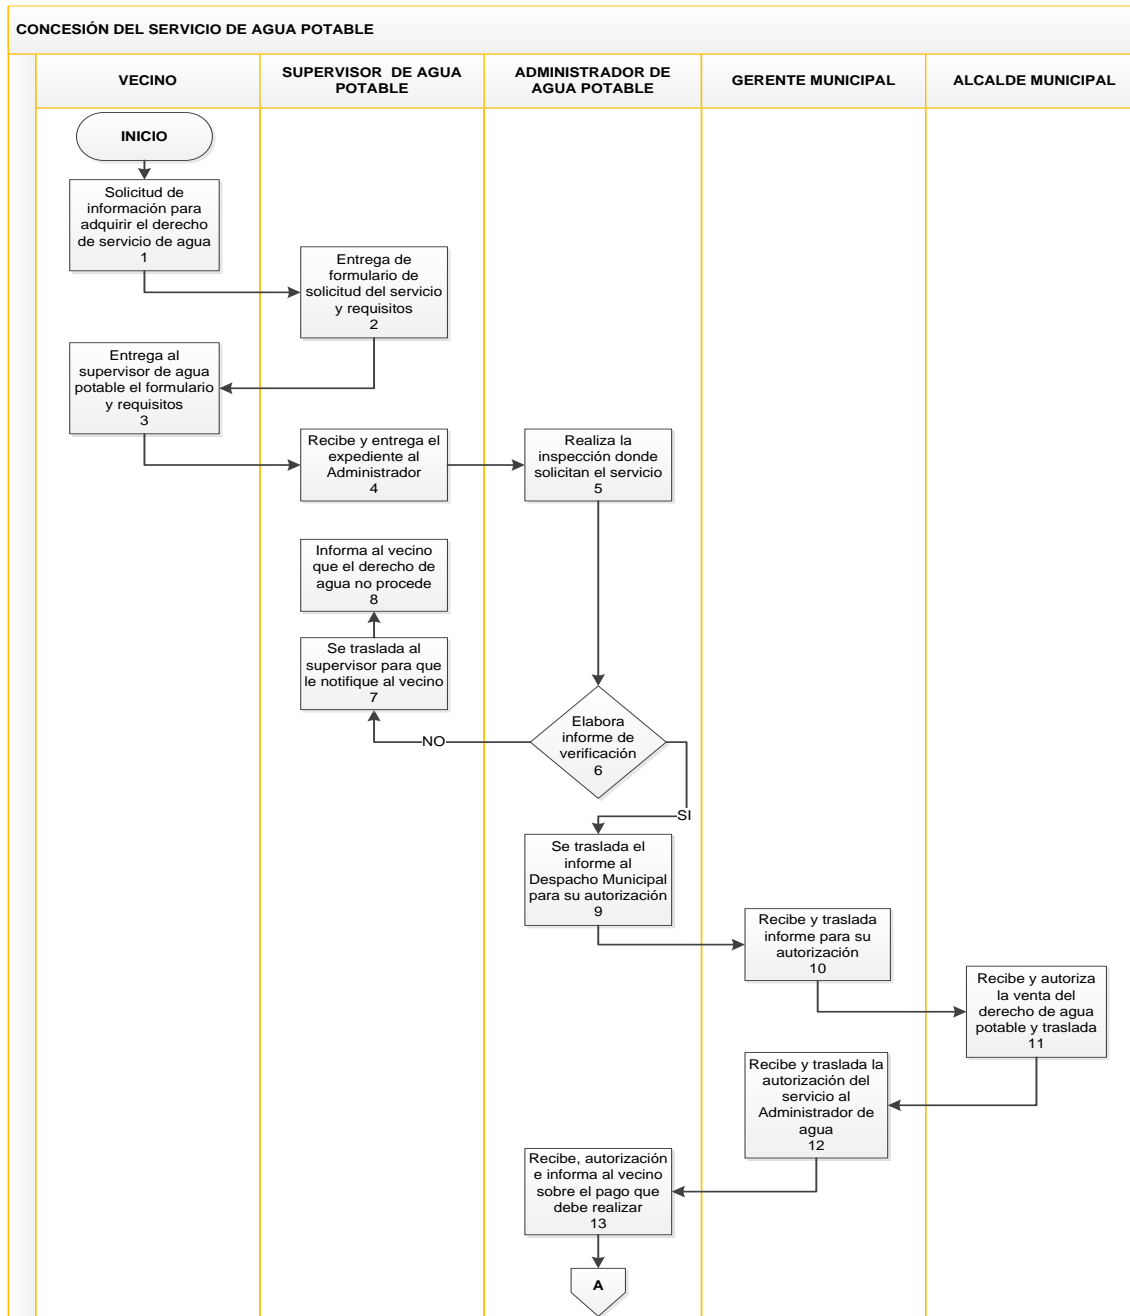 CONCESIÓN DEL SERVICIO DE AGUA POTABLE
VECINO
SUPERVISOR DE AGUA
POTABLE
ADMINISTRADOR DE
AGUA POTABLE
GERENTE MUNICIPAL
ALCALDE MUNICIPAL
INICIO
Solicitud de
información para
adquirir el derecho
de servicio de agua
1
Entrega de
formulario de
solicitud del servicio
y requisitos
2
Entrega al
supervisor de agua
potable el formulario
y requisitos
3
Recibe y entrega el
expediente al
Administrador
4
Realiza la
inspección donde
solicitan el servicio
5
Informa al vecino
que el derecho de
agua no procede
8
Se traslada al
supervisor para que
le notifique al vecino
7
Elabora
informe de
verificación
6
NO
SI
Se traslada el
informe al
Despacho Municipal
para su autorización
9
Recibe y traslada
informe para su
autorización
10
Recibe y autoriza
la venta del
derecho de agua
potable y traslada
11
Recibe y traslada la
autorización del
servicio al
Administrador de
agua
12
Recibe, autorización
e informa al vecino
sobre el pago que
debe realizar
13
A